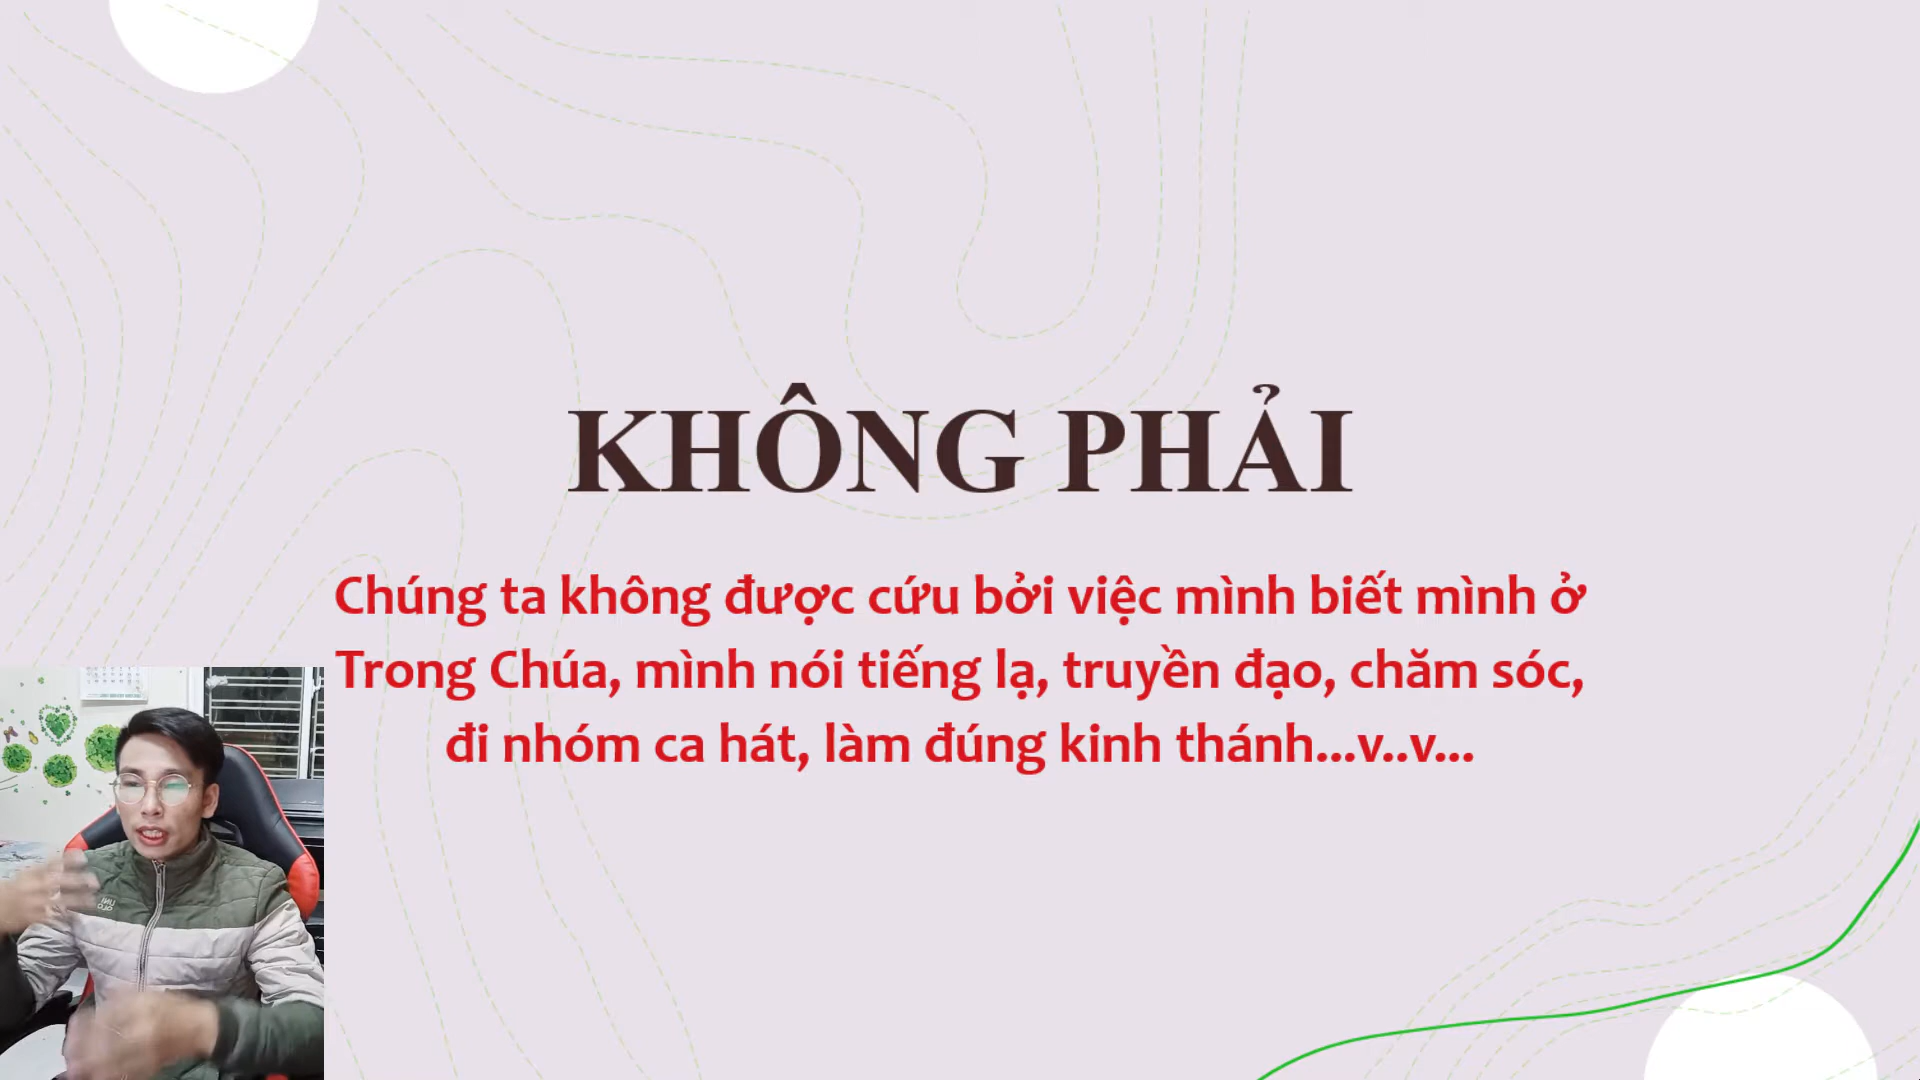 KHÔNG PHẢI
Chúng ta không được cứu bởi việc mình biết mình ở
Trong Chúa, mình nói tiếng lạ, truyền đạo, chăm sóc,
đi nhóm ca hát, làm đúng kinh thánh...v..v...